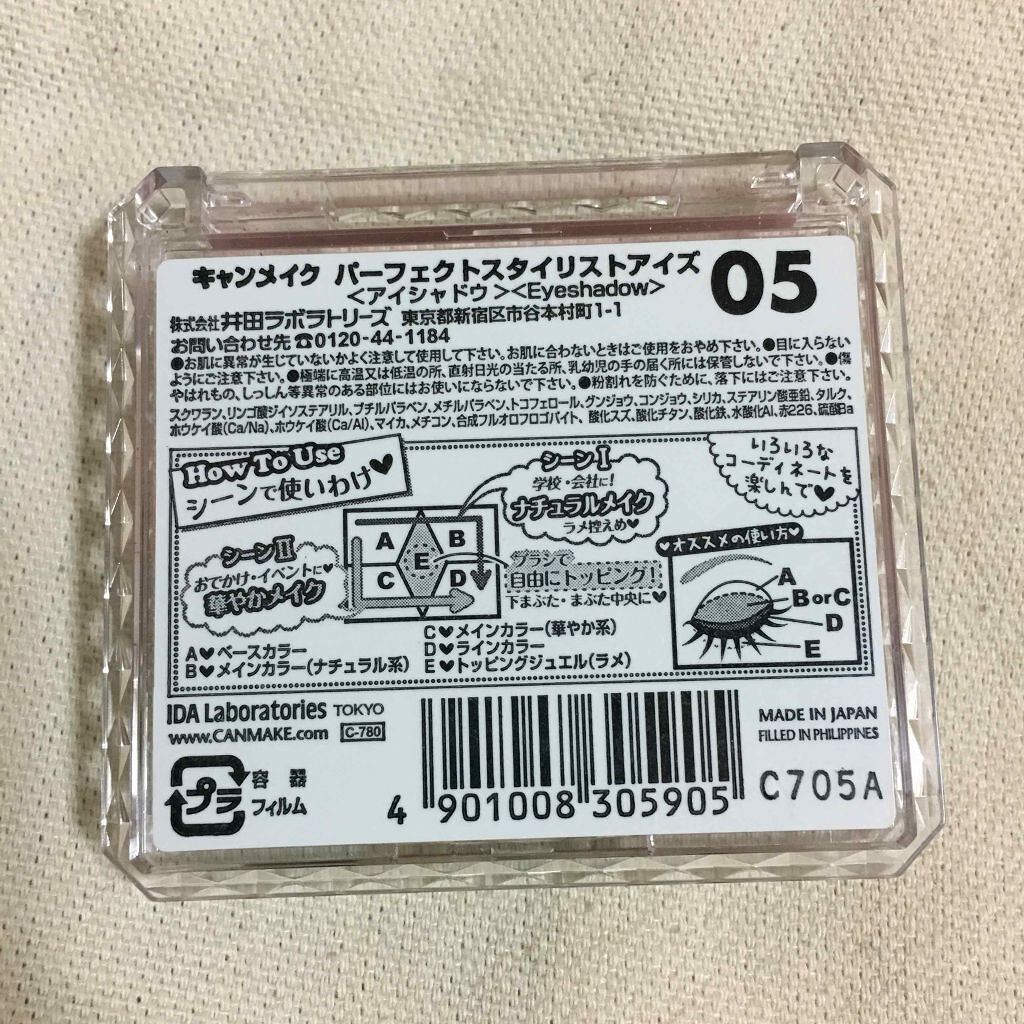 キャンメイク パーフェクトスタイリストアイズ
05
<アイシャドウ><Eyeshadow>
株式会社井田ラボラトリーズ 東京都新宿区市谷本村町1-1
お問い合わせ先 ☎0120-44-1184
●お肌に異常が生じていないかよく注意して使用して下さい。お肌に合わないときはご使用をおやめ下さい。●目に入らない
ようにご注意下さい。●極端に高温又は低温の所、直射日光の当たる所、乳幼児の手の届く所には保管しないで下さい。●傷
やはれもの、しっしん等異常のある部位にはお使いにならないで下さい。●粉割れを防ぐために、落下にはご注意下さい。
スクワラン、リンゴ酸ジイソステアリル、ブチルパラベン、メチルパラベン、トコフェロール、グンジョウ、コンジョウ、シリカ、ステアリン酸亜鉛、タルク、
ホウケイ酸(Ca/Na)、ホウケイ酸(Ca/Al)、マイカ、メチコン、合成フルオロフロゴパイト、酸化スズ、酸化チタン、酸化鉄、水酸化Al、赤226、硫酸Ba
How To Use
シーンで使いわけ♥
シーンⅠ
学校・会社に!
ナチュラルメイク
ラメ控えめ♥
いろいろな
コーディネートを
楽しんで♥
シーンⅡ
おでかけ・イベントに♥
華やかメイク
A
B
C
D
E
ブラシで
自由にトッピング!
下まぶた・まぶた中央に♥
♥オススメの使い方♥
A
B or C
D
E
A♥ベースカラー
B♥メインカラー(ナチュラル系)
C♥メインカラー(華やか系)
D♥ラインカラー
E♥トッピングジュエル(ラメ)
IDA Laboratories TOKYO
www.CANMAKE.com C-780
プラ
容器
フィルム
4 901008 305905
MADE IN JAPAN
FILLED IN PHILIPPINES
C705A